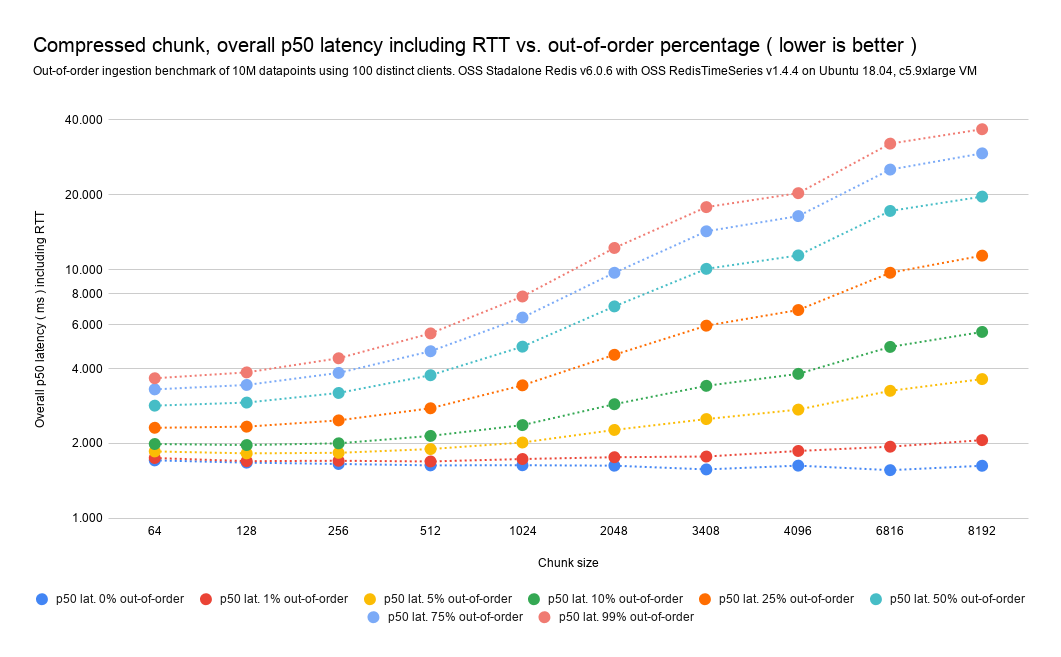 Compressed chunk, overall p50 latency including RTT vs. out-of-order percentage ( lower is better )
Out-of-order ingestion benchmark of 10M datapoints using 100 distinct clients. OSS Stadalone Redis v6.0.6 with OSS RedisTimeSeries v1.4.4 on Ubuntu 18.04, c5.9xlarge VM
Overall p50 latency ( ms ) including RTT
40.000
20.000
10.000
8.000
6.000
4.000
2.000
1.000
64 128 256 512 1024 2048 3408 4096 6816 8192
Chunk size
p50 lat. 0% out-of-order p50 lat. 1% out-of-order p50 lat. 5% out-of-order p50 lat. 10% out-of-order p50 lat. 25% out-of-order p50 lat. 50% out-of-order
p50 lat. 75% out-of-order p50 lat. 99% out-of-order